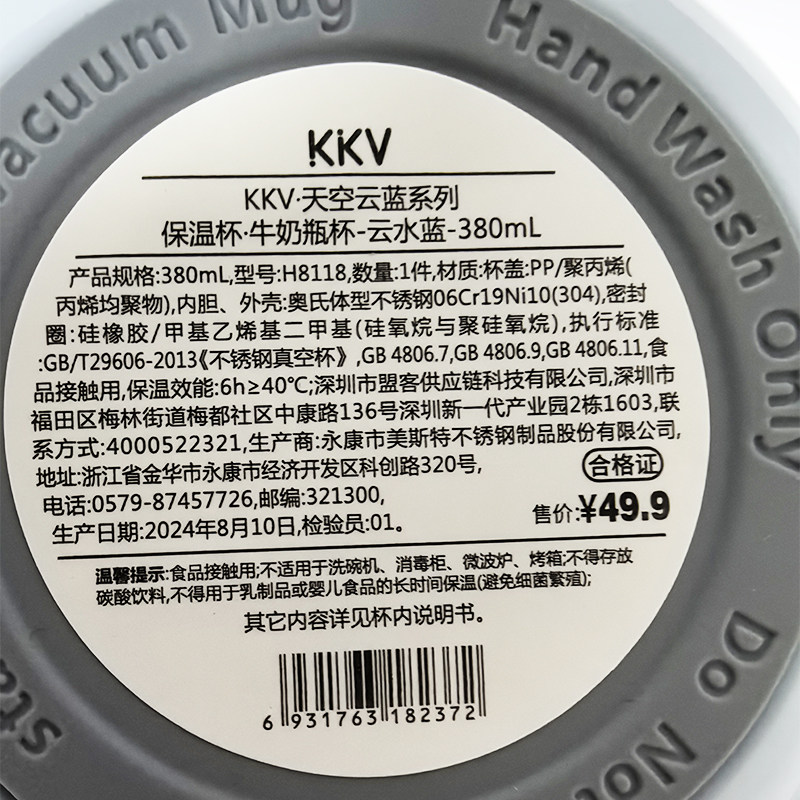 Vacuum Mug
Hand Wash Only
Do Not
KKV
KKV·天空云蓝系列
保温杯·牛奶瓶杯-云水蓝-380mL
产品规格:380mL,型号:H8118,数量:1件,材质:杯盖:PP/聚丙烯(
丙烯均聚物),内胆、外壳:奥氏体型不锈钢06Cr19Ni10(304),密封
圈:硅橡胶/甲基乙烯基二甲基(硅氧烷与聚硅氧烷),执行标准
:GB/T29606-2013《不锈钢真空杯》,GB 4806.7,GB 4806.9,GB 4806.11,食
品接触用,保温效能:6h≥40℃;深圳市盟客供应链科技有限公司,深圳市
福田区梅林街道梅都社区中康路136号深圳新一代产业园2栋1603,联
系方式:4000522321,生产商:永康市美斯特不锈钢制品股份有限公司,
地址:浙江省金华市永康市经济开发区科创路320号,
合格证
电话:0579-87457726,邮编:321300,
售价:¥49.9
生产日期:2024年8月10日,检验员:01。
温馨提示:食品接触用;不适用于洗碗机、消毒柜、微波炉、烤箱;不得存放
碳酸饮料,不得用于乳制品或婴儿食品的长时间保温(避免细菌繁殖);
其它内容详见杯内说明书。
6 931763 182372